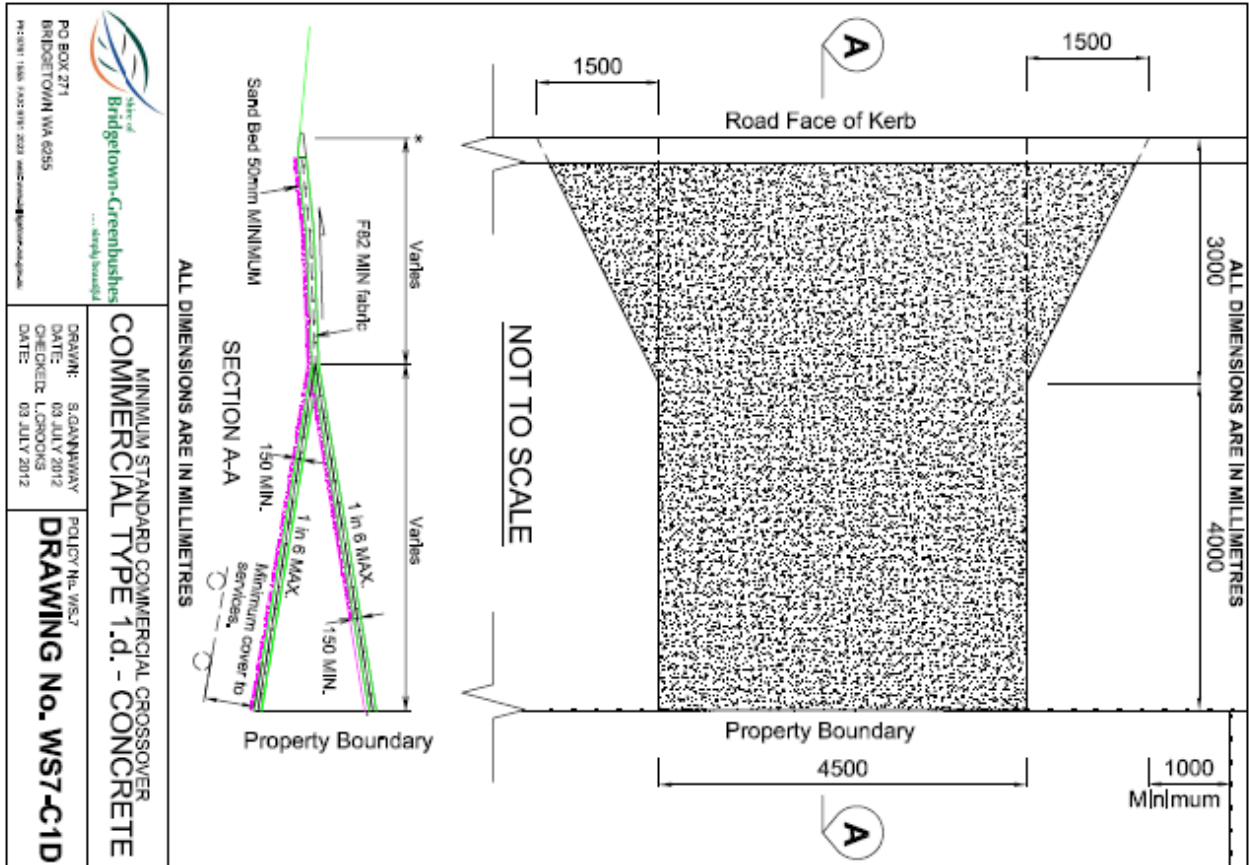 A
1500
1500
Road Face of Kerb
3000
4000
ALL DIMENSIONS ARE IN MILLIMETRES
NOT TO SCALE
Property Boundary
4500
1000
Minimum
A
*
Varies
Varies
Sand Bed 50mm MINIMUM
F82 MIN fabric
1 in 6 MAX.
150 MIN.
150 MIN.
1 in 6 MAX.
Minimum cover to
services.
SECTION A-A
Property Boundary
ALL DIMENSIONS ARE IN MILLIMETRES
Shire of
Bridgetown-Greenbushes
.... simply beautiful
PO BOX 271
BRIDGETOWN WA 6255
MINIMUM STANDARD COMMERCIAL CROSSOVER
COMMERCIAL TYPE 1.d. - CONCRETE
DRAWN: S.GANNAWAY
DATE: 03 JULY 2012
CHECKED: L.CROOKS
DATE: 03 JULY 2012
POLICY No. WS.7
DRAWING No. WS7-C1D